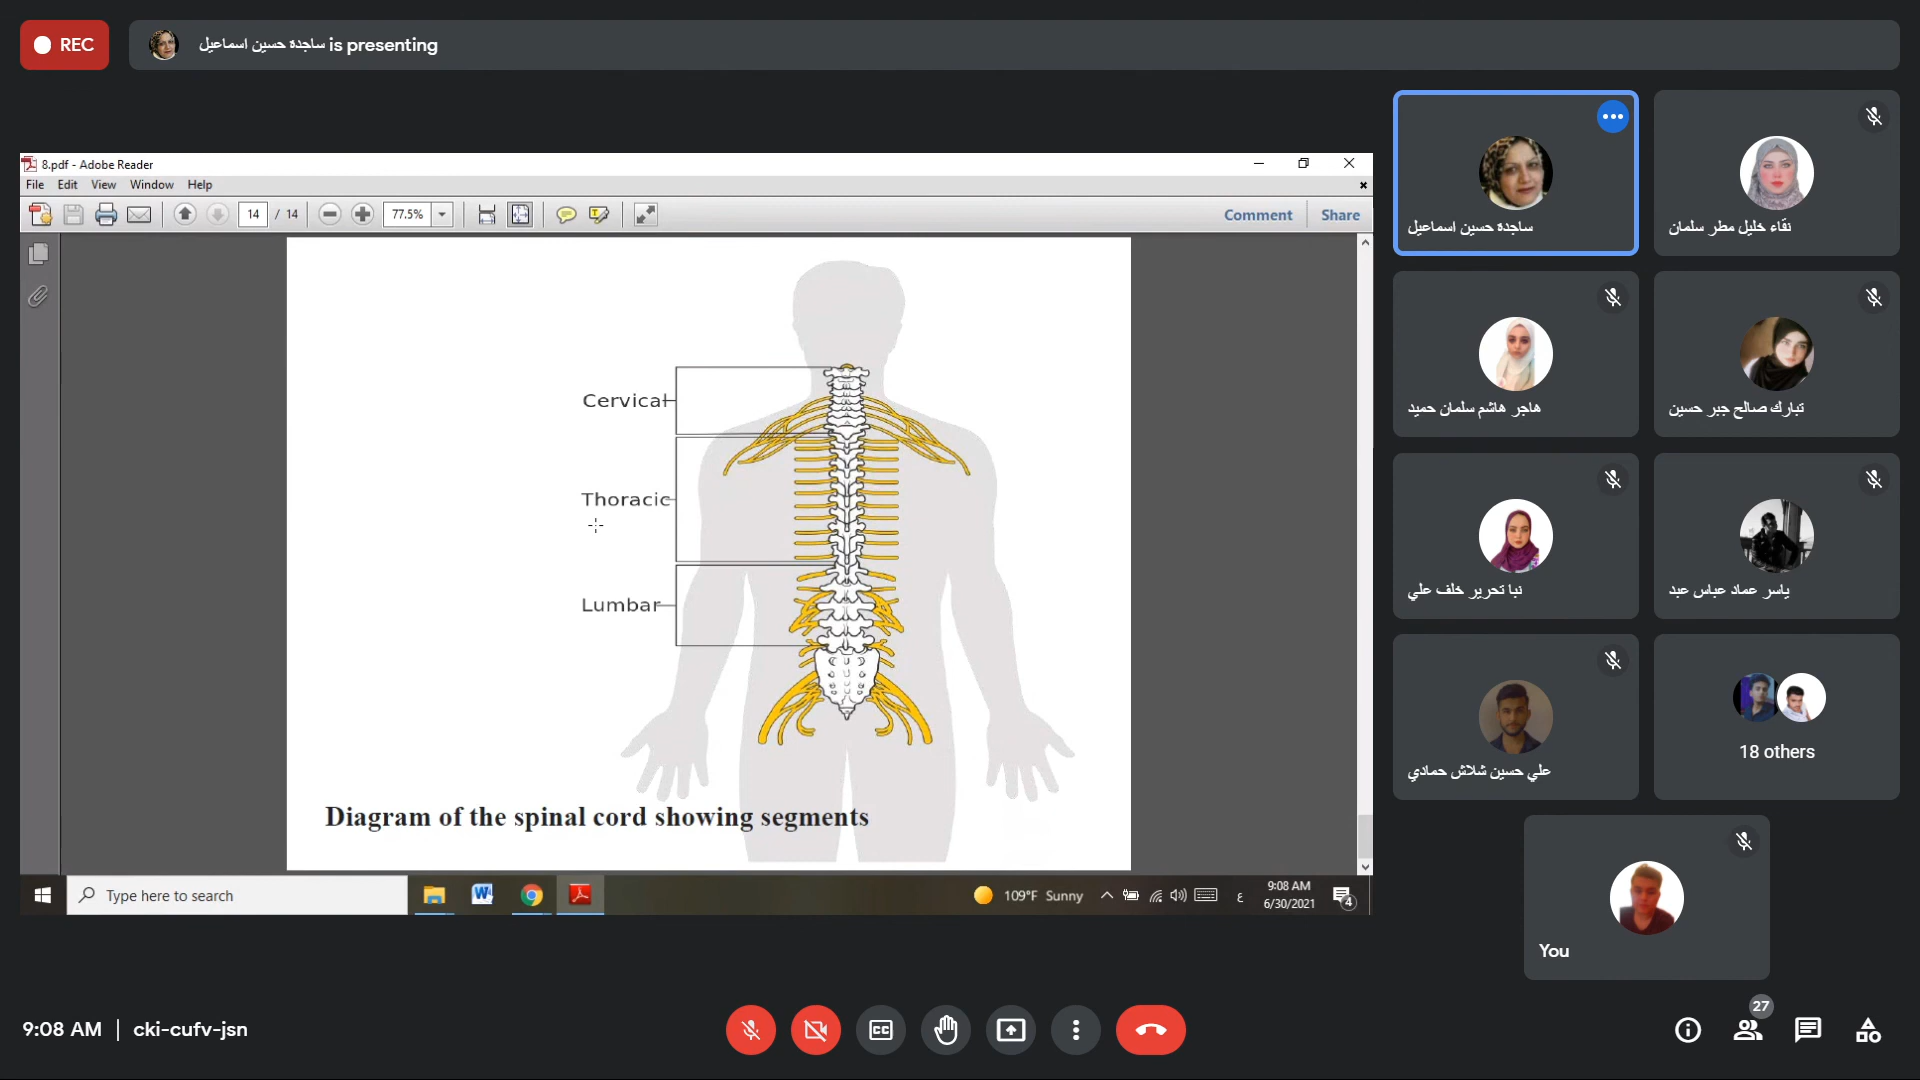 REC
ساجدة حسين اسماعيل is presenting
8.pdf - Adobe Reader
File Edit View Window Help
14 / 14 77.5% Comment Share
Cervical
Thoracic
Lumbar
Diagram of the spinal cord showing segments
Type here to search
109°F Sunny
ع
9:08 AM
6/30/2021
4
ساجدة حسين اسماعيل
نقاء خليل مطر سلمان
هاجر هاشم سلمان حميد
تبارك صالح جبر حسين
نبا تحرير خلف علي
ياسر عماد عباس عبد
علي حسين شلاش حمادي
18 others
You
9:08 AM | cki-cufv-jsn
CC
27